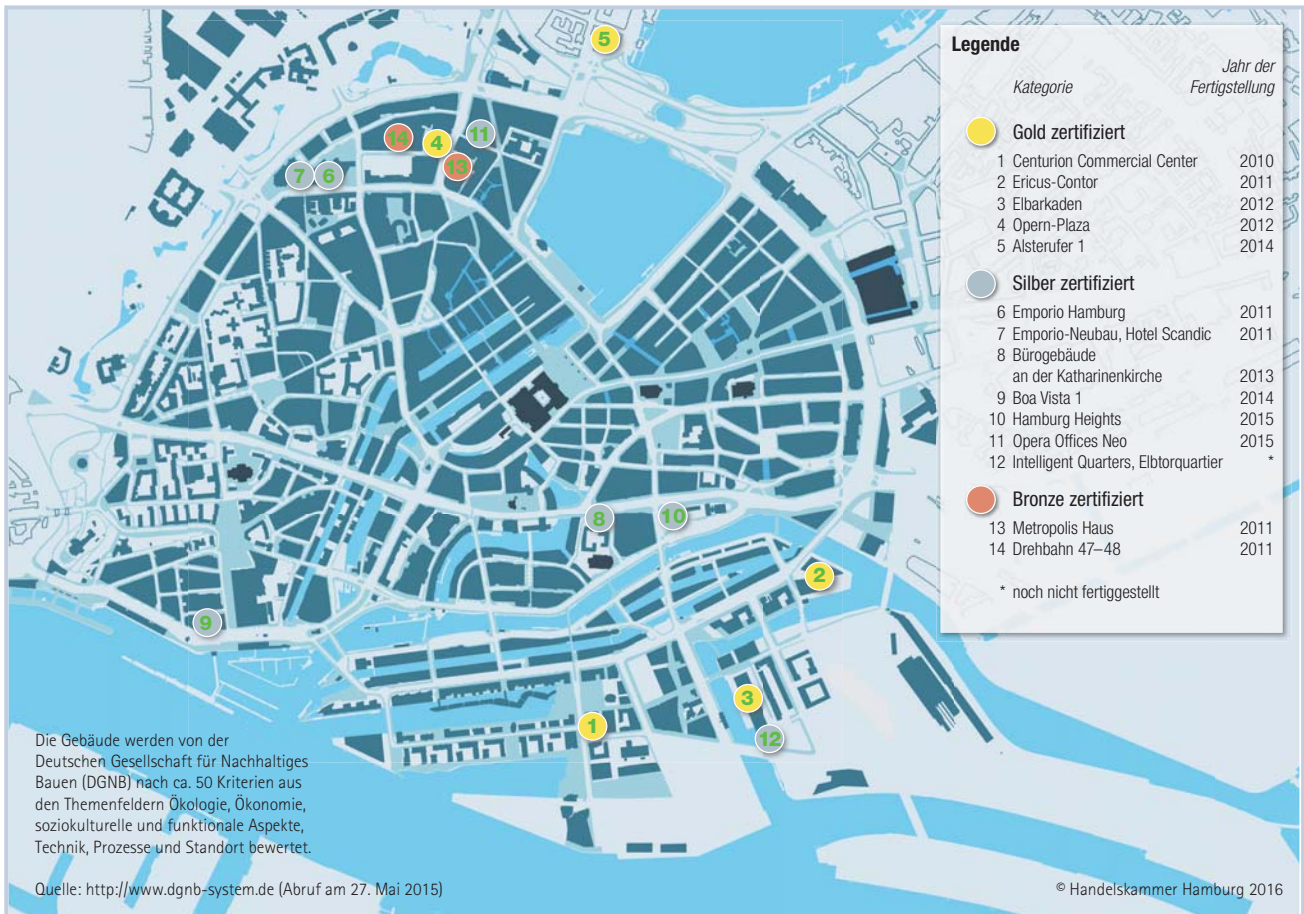 5
14
4
11
13
7
6
8
10
2
9
3
1
12
Legende
Kategorie
Jahr der
Fertigstellung
Gold zertifiziert
1 Centurion Commercial Center 2010
2 Ericus-Contor 2011
3 Elbarkaden 2012
4 Opern-Plaza 2012
5 Alsterufer 1 2014
Silber zertifiziert
6 Emporio Hamburg 2011
7 Emporio-Neubau, Hotel Scandic 2011
8 Bürogebäude
an der Katharinenkirche 2013
9 Boa Vista 1 2014
10 Hamburg Heights 2015
11 Opera Offices Neo 2015
12 Intelligent Quarters, Elbtorquartier *
Bronze zertifiziert
13 Metropolis Haus 2011
14 Drehbahn 47–48 2011
* noch nicht fertiggestellt
Die Gebäude werden von der
Deutschen Gesellschaft für Nachhaltiges
Bauen (DGNB) nach ca. 50 Kriterien aus
den Themenfeldern Ökologie, Ökonomie,
soziokulturelle und funktionale Aspekte,
Technik, Prozesse und Standort bewertet.
Quelle: http://www.dgnb-system.de (Abruf am 27. Mai 2015)
© Handelskammer Hamburg 2016